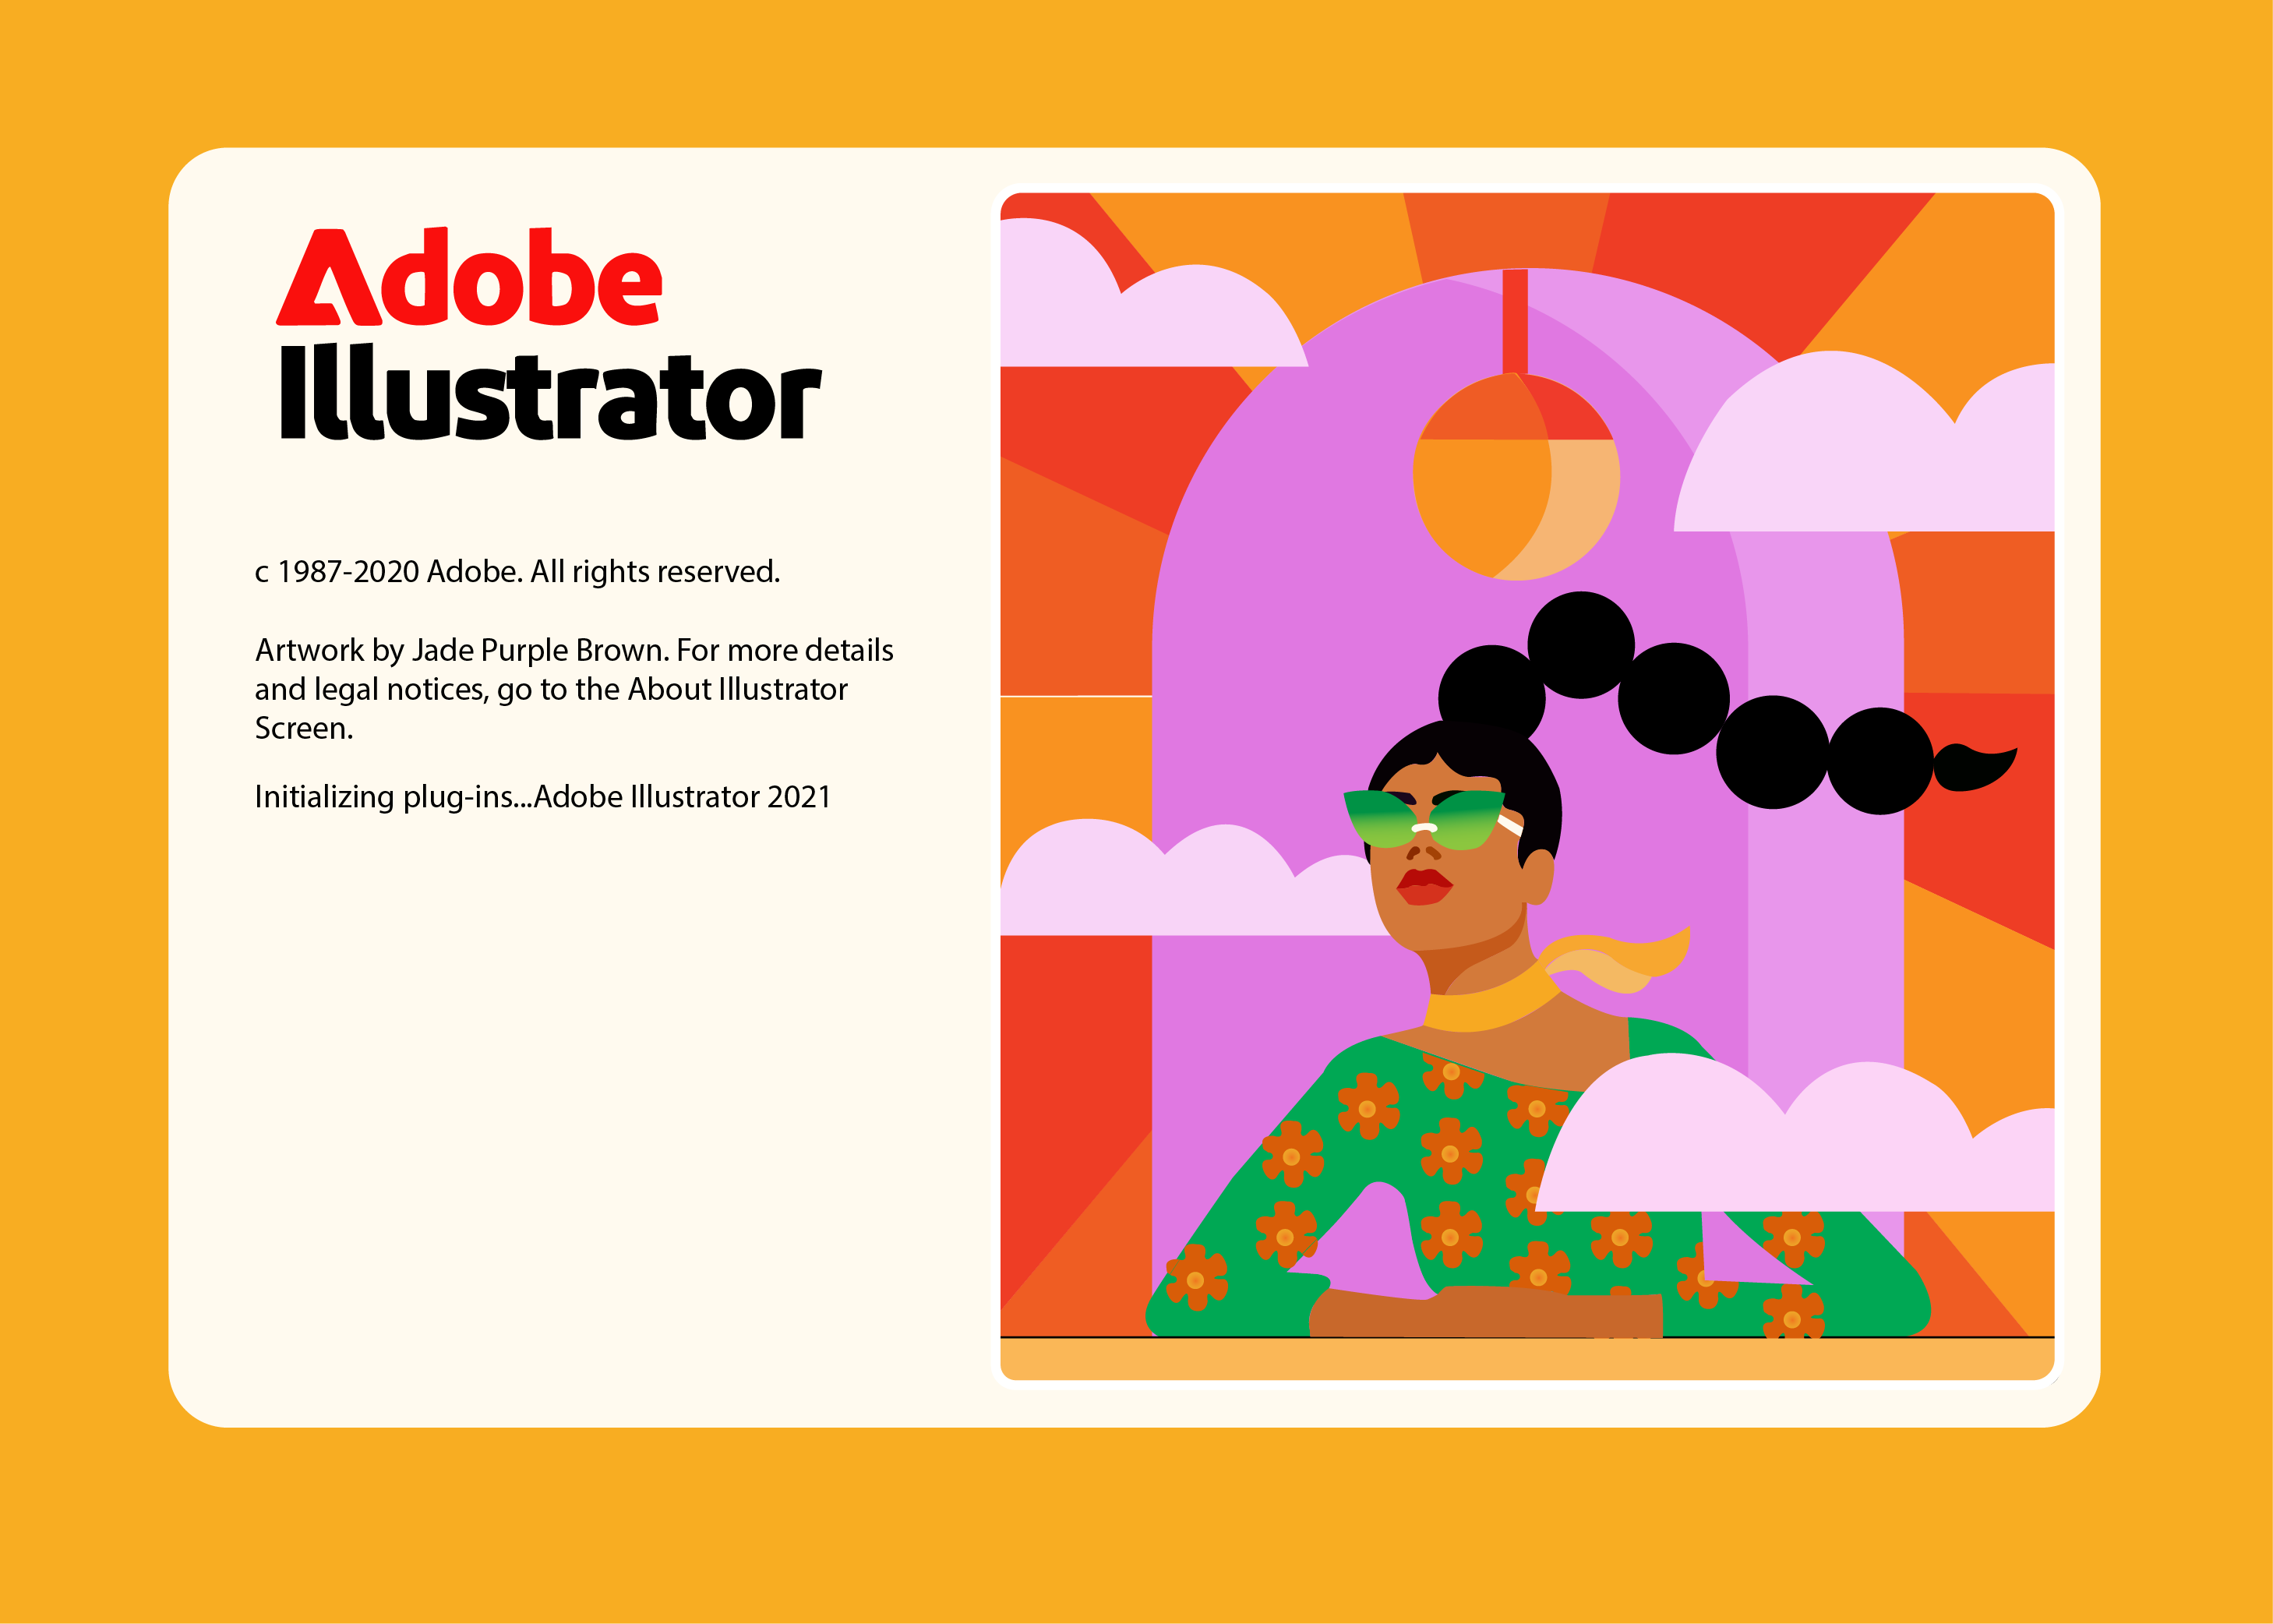 Adobe
Illustrator
c 1987-2020 Adobe. All rights reserved.
Artwork by Jade Purple Brown. For more details
and legal notices, go to the About Illustrator
Screen.
Initializing plug-ins...Adobe Illustrator 2021